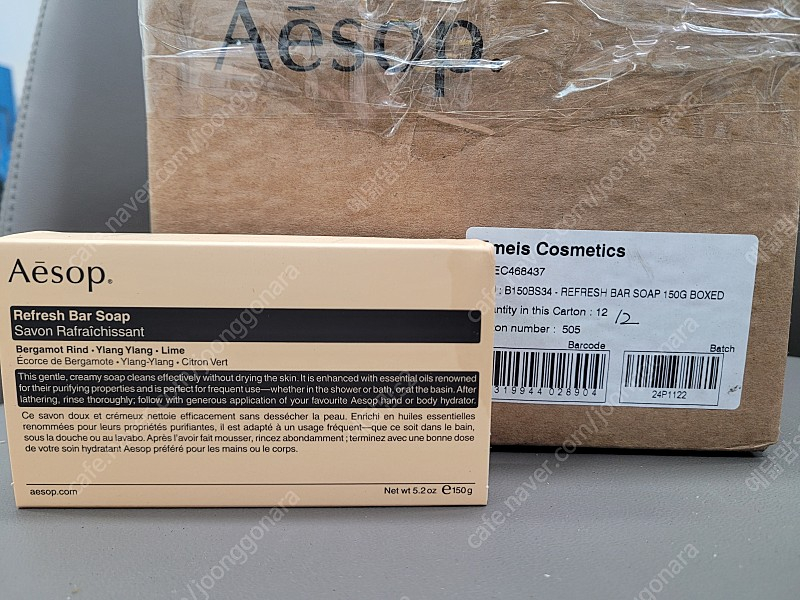 Aēsop.
meis Cosmetics
EC468437
: B150BS34 - REFRESH BAR SOAP 150G BOXED
ntity in this Carton : 12 12
on number : 505
Barcode
Batch
319944028904
24P1122
Aēsop.
Refresh Bar Soap
Savon Rafraîchissant
Bergamot Rind • Ylang Ylang • Lime
Écorce de Bergamote • Ylang-Ylang • Citron Vert
This gentle, creamy soap cleans effectively without drying the skin. It is enhanced with essential oils renowned
for their purifying properties and is perfect for frequent use—whether in the shower or bath, or at the basin. After
lathering, rinse thoroughly; follow with generous application of your favourite Aesop hand or body hydrator.
Ce savon doux et crémeux nettoie efficacement sans dessécher la peau. Enrichi en huiles essentielles
renommées pour leurs propriétés purifiantes, il est adapté à un usage fréquent—que ce soit dans le bain,
sous la douche ou au lavabo. Après l'avoir fait mousser, rincez abondamment ; terminez avec une bonne dose
de votre soin hydratant Aesop préféré pour les mains ou le corps.
aesop.com
Net wt 5.2 oz ℮150 g
cafe.naver.com/joonggonara